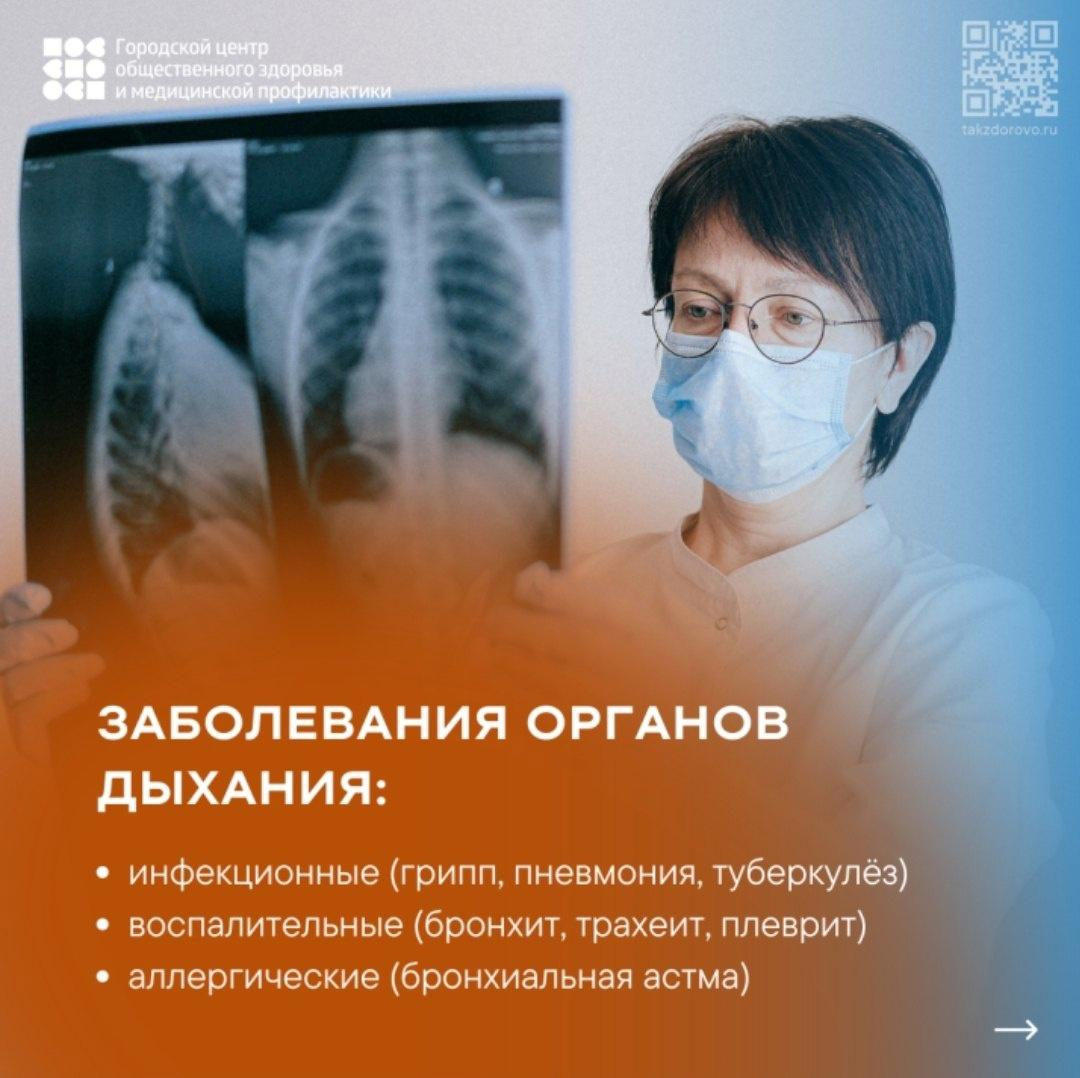 Городской центр
общественного здоровья
и медицинской профилактики
takzdorovo.ru
ЗАБОЛЕВАНИЯ ОРГАНОВ
ДЫХАНИЯ:
• инфекционные (грипп, пневмония, туберкулёз)
• воспалительные (бронхит, трахеит, плеврит)
• аллергические (бронхиальная астма)